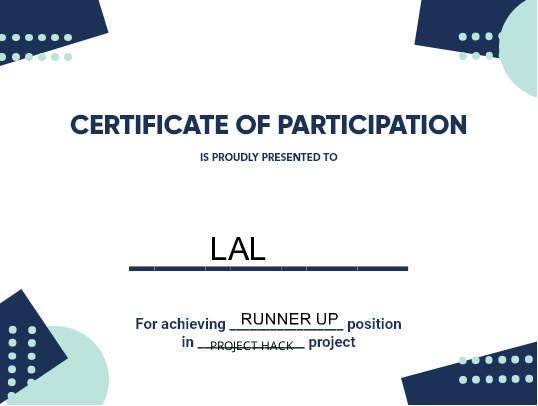 CERTIFICATE OF PARTICIPATION
IS PROUDLY PRESENTED TO
LAL
For achieving RUNNER UP position
in PROJECT HACK project